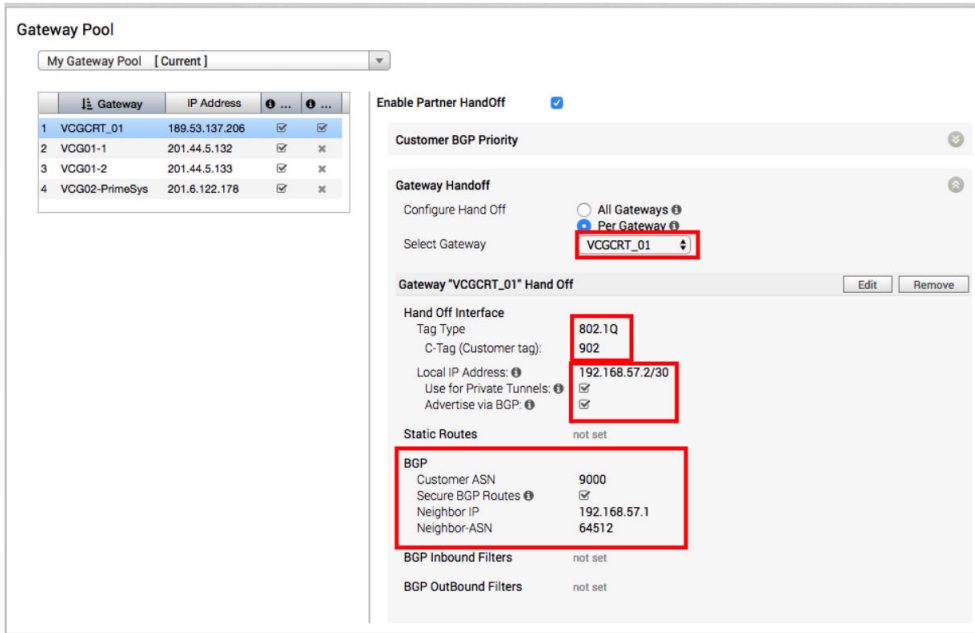 Gateway Pool
My Gateway Pool [ Current ]
Gateway IP Address ... ...
1 VCGCRT_01 189.53.137.206
2 VCG01-1 201.44.5.132
3 VCG01-2 201.44.5.133
4 VCG02-PrimeSys 201.6.122.178
Enable Partner HandOff
Customer BGP Priority
Gateway Handoff
Configure Hand Off All Gateways
Per Gateway
Select Gateway VCGCRT_01
Gateway "VCGCRT_01" Hand Off Edit Remove
Hand Off Interface
Tag Type 802.1Q
C-Tag (Customer tag): 902
Local IP Address: 192.168.57.2/30
Use for Private Tunnels:
Advertise via BGP:
Static Routes not set
BGP
Customer ASN 9000
Secure BGP Routes
Neighbor IP 192.168.57.1
Neighbor-ASN 64512
BGP Inbound Filters not set
BGP OutBound Filters not set